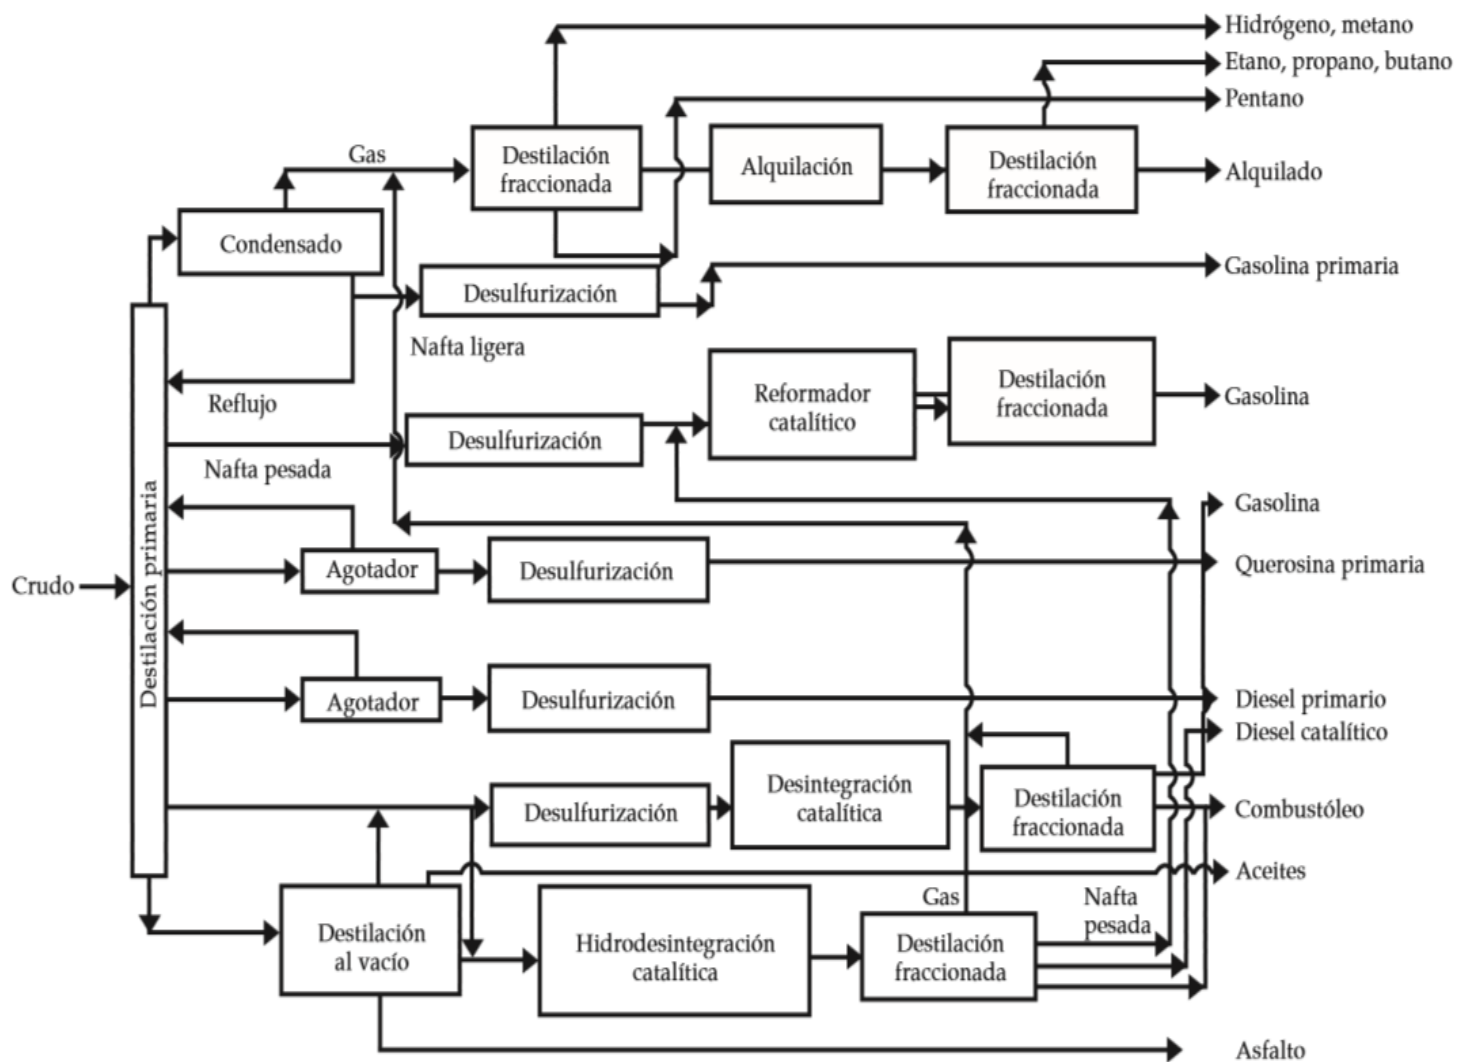 Hidrógeno, metano
Etano, propano, butano
Pentano
Gas
Destilación
fraccionada
Alquilación
Destilación
fraccionada
Alquilado
Condensado
Desulfurización
Gasolina primaria
Nafta ligera
Reflujo
Reformador
catalítico
Destilación
fraccionada
Gasolina
Desulfurización
Nafta pesada
Destilación primaria
Gasolina
Crudo
Agotador
Desulfurización
Querosina primaria
Agotador
Desulfurización
Diesel primario
Diesel catalítico
Desulfurización
Desintegración
catalítica
Destilación
fraccionada
Combustóleo
Aceites
Gas
Nafta
pesada
Destilación
al vacío
Hidrodesintegración
catalítica
Destilación
fraccionada
Asfalto